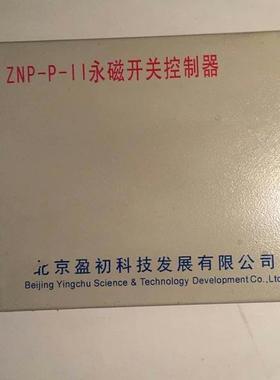 ZNP-P-II永磁开关控制器
北京盈初科技发展有限公司
Beijing Yingchu Science & Technology Development Co.,Ltd